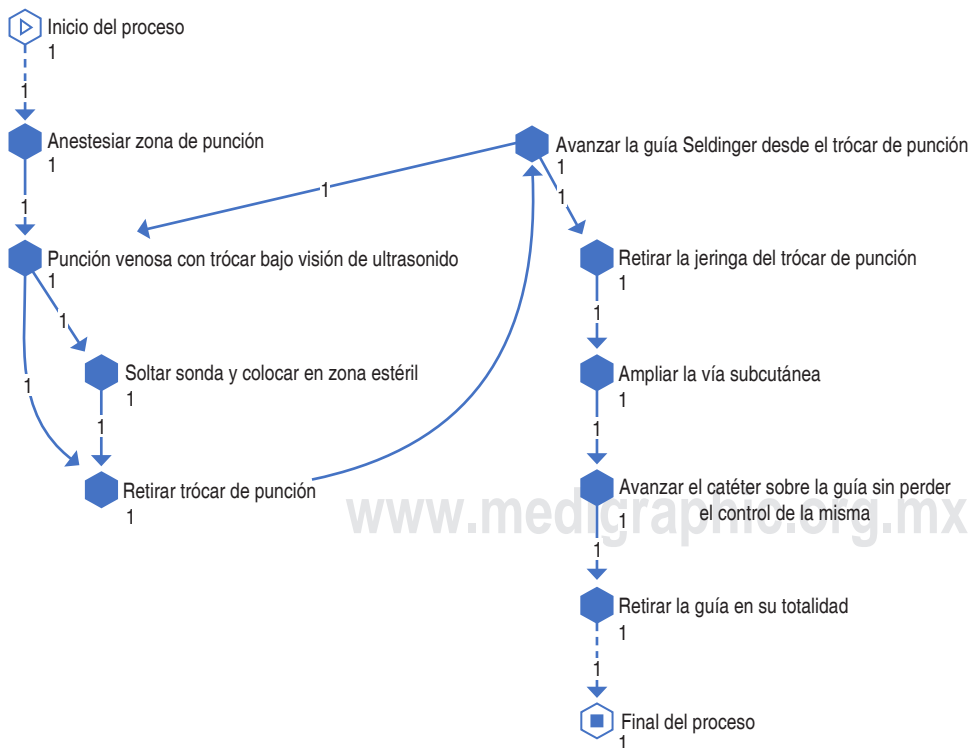 Inicio del proceso
1
1
Anestesiar zona de punción
1
1
Punción venosa con trócar bajo visión de ultrasonido
1
1
Soltar sonda y colocar en zona estéril
1
1
1
Retirar trócar de punción
1
Avanzar la guía Seldinger desde el trócar de punción
1
1
1
Retirar la jeringa del trócar de punción
1
1
Ampliar la vía subcutánea
1
1
Avanzar el catéter sobre la guía sin perder
el control de la misma
1
1
Retirar la guía en su totalidad
1
1
Final del proceso
1
www.medigraphic.org.mx